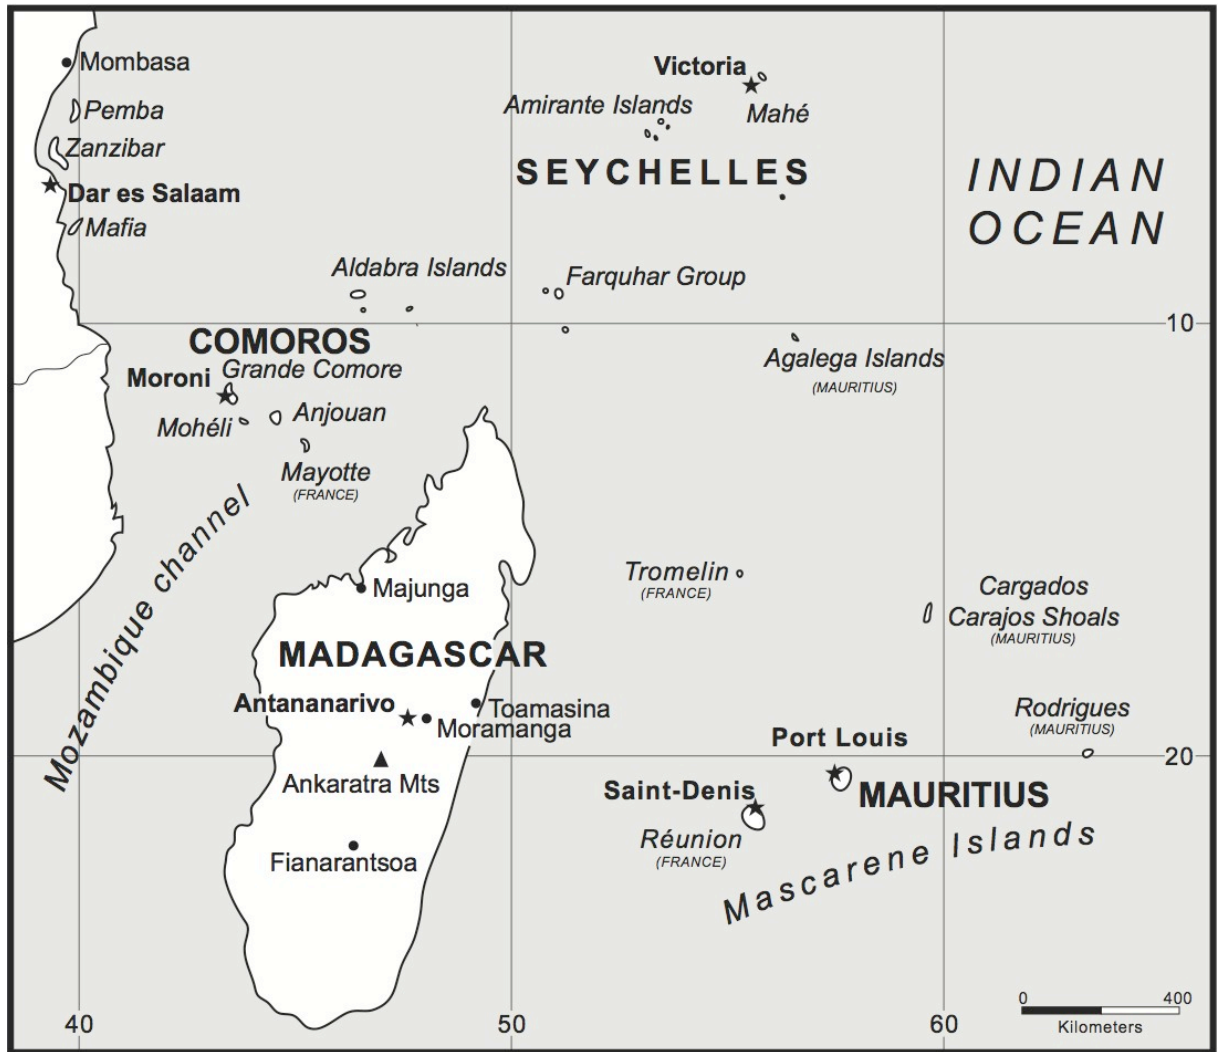 Mombasa
Victoria
Pemba
Amirante Islands
Mahé
Zanzibar
SEYCHELLES
INDIAN
OCEAN
Dar es Salaam
Mafia
Aldabra Islands
Farquhar Group
10
COMOROS
Agalega Islands
(MAURITIUS)
Moroni
Grande Comore
Mohéli
Anjouan
Mayotte
(FRANCE)
Mozambique channel
Tromelin
(FRANCE)
Majunga
Cargados
Carajos Shoals
(MAURITIUS)
MADAGASCAR
Antananarivo
Toamasina
Moramanga
Rodrigues
(MAURITIUS)
Port Louis
20
Ankaratra Mts
Saint-Denis
MAURITIUS
Réunion
(FRANCE)
Mascarene Islands
Fianarantsoa
0 400
Kilometers
40 50 60